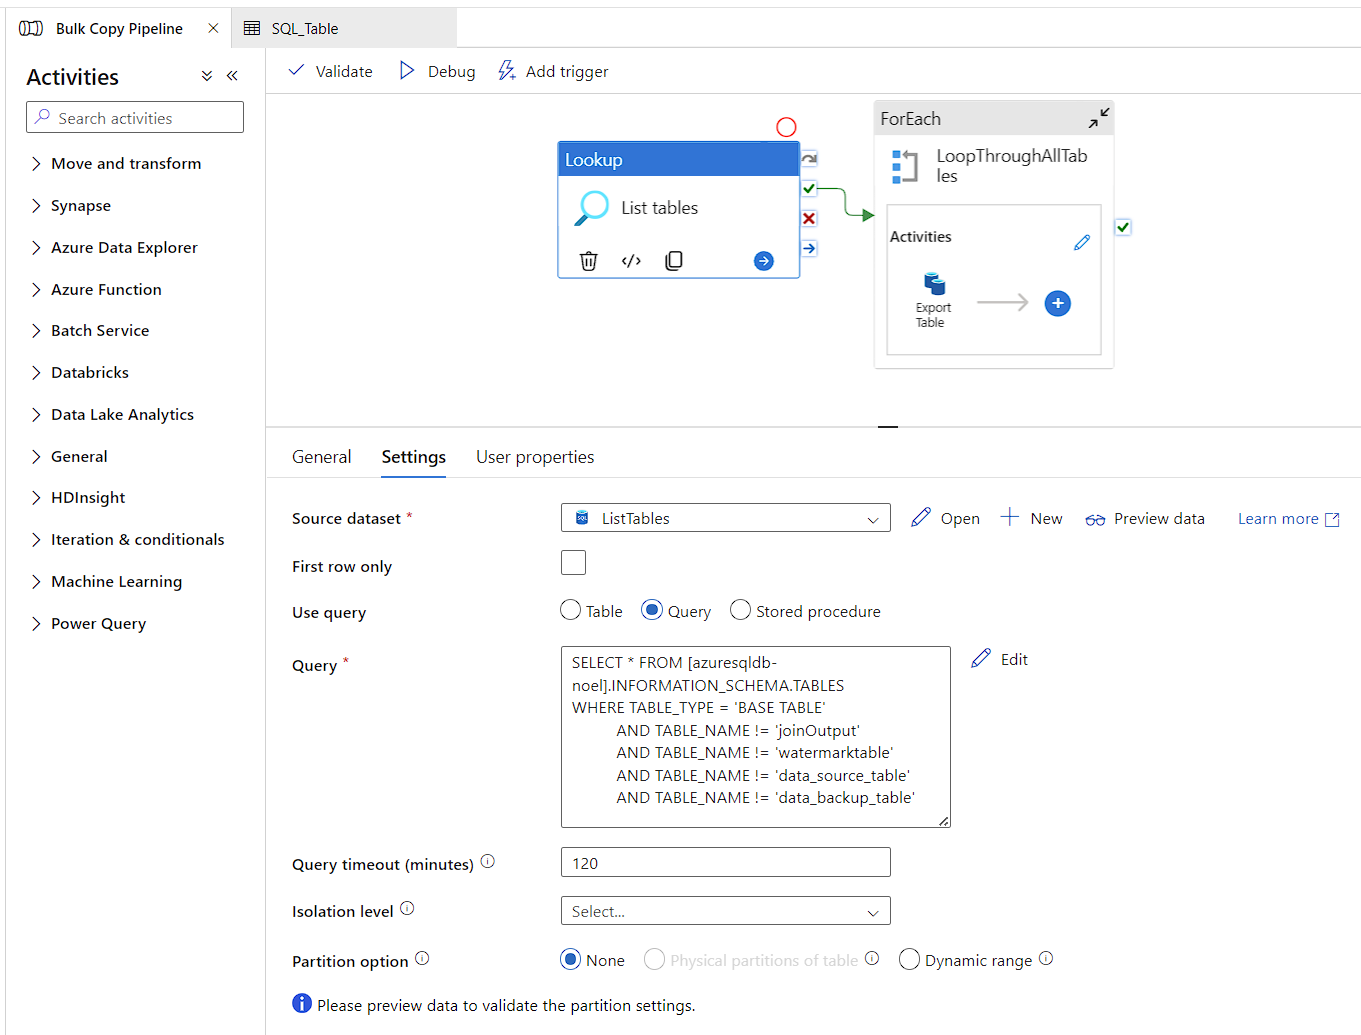 Bulk Copy Pipeline
SQL_Table
Activities
Search activities
Move and transform
Synapse
Azure Data Explorer
Azure Function
Batch Service
Databricks
Data Lake Analytics
General
HDInsight
Iteration & conditionals
Machine Learning
Power Query
Validate
Debug
Add trigger
Lookup
List tables
ForEach
LoopThroughAllTab
les
Activities
Export
Table
General
Settings
User properties
Source dataset *
ListTables
SQL
Open
New
Preview data
Learn more
First row only
Use query
Table
Query
Stored procedure
Query *
SELECT * FROM [azuresqldb-
noel].INFORMATION_SCHEMA.TABLES
WHERE TABLE_TYPE = 'BASE TABLE'
AND TABLE_NAME != 'joinOutput'
AND TABLE_NAME != 'watermarktable'
AND TABLE_NAME != 'data_source_table'
AND TABLE_NAME != 'data_backup_table'
Edit
Query timeout (minutes)
120
Isolation level
Select...
Partition option
None
Physical partitions of table
Dynamic range
Please preview data to validate the partition settings.